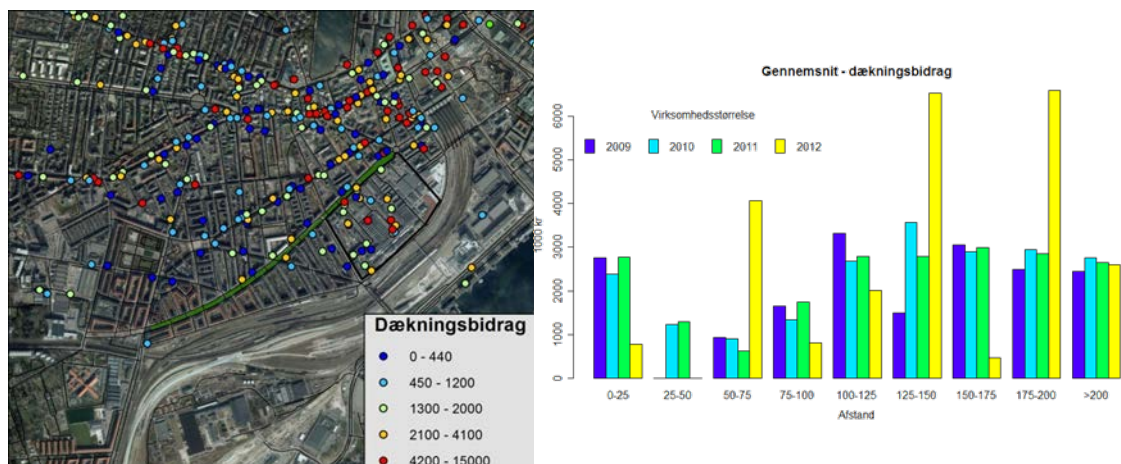 Dækningsbidrag
0 - 440
450 - 1200
1300 - 2000
2100 - 4100
4200 - 15000
Gennemsnit - dækningsbidrag
Virksomhedsstørrelse
2009 2010 2011 2012
6000
5000
4000
3000
2000
1000
0
1000 kr
0-25 25-50 50-75 75-100 100-125 125-150 150-175 175-200 >200
Afstand